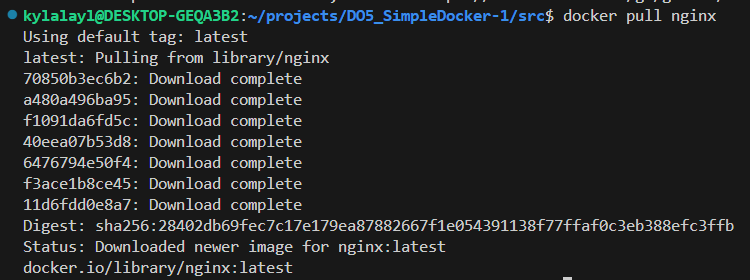 kylalayl@DESKTOP-GEQA3B2:~/projects/DO5_SimpleDocker-1/src$ docker pull nginx
Using default tag: latest
latest: Pulling from library/nginx
70850b3ec6b2: Download complete
a480a496ba95: Download complete
f1091da6fd5c: Download complete
40eea07b53d8: Download complete
6476794e50f4: Download complete
f3ace1b8ce45: Download complete
11d6fdd0e8a7: Download complete
Digest: sha256:28402db69fec7c17e179ea87882667f1e054391138f77ffaf0c3eb388efc3ffb
Status: Downloaded newer image for nginx:latest
docker.io/library/nginx:latest